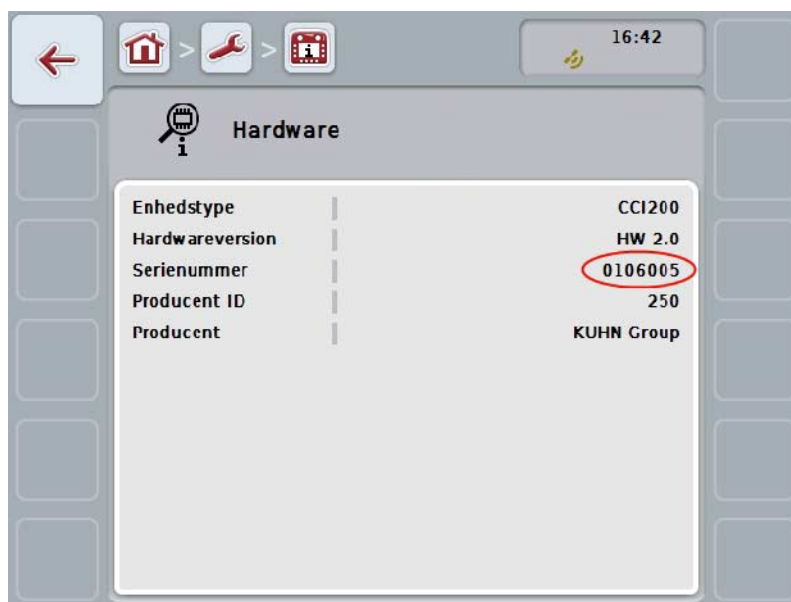 16:42
Hardware
Enhedstype CCI200
Hardwareversion HW 2.0
Serienummer 0106005
Producent ID 250
Producent KUHN Group